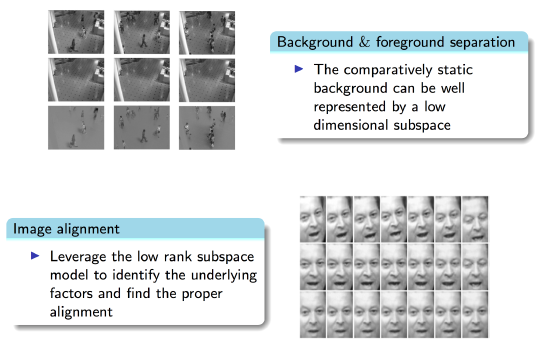 Background & foreground separation
The comparatively static
background can be well
represented by a low
dimensional subspace
Image alignment
Leverage the low rank subspace
model to identify the underlying
factors and find the proper
alignment